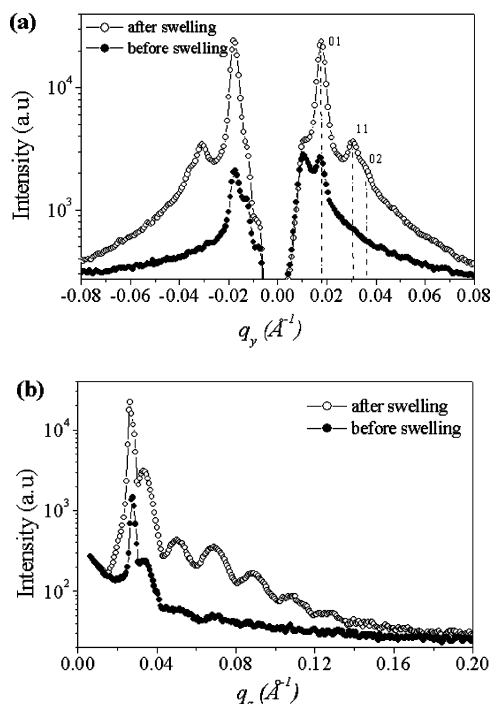 (a)
after swelling
before swelling
01
11
02
10⁴
10³
Intensity (a.u)
-0.08 -0.06 -0.04 -0.02 0.00 0.02 0.04 0.06 0.08
q_y (Å⁻¹)
(b)
after swelling
before swelling
10⁴
10³
10²
Intensity (a.u)
0.00 0.04 0.08 0.12 0.16 0.20